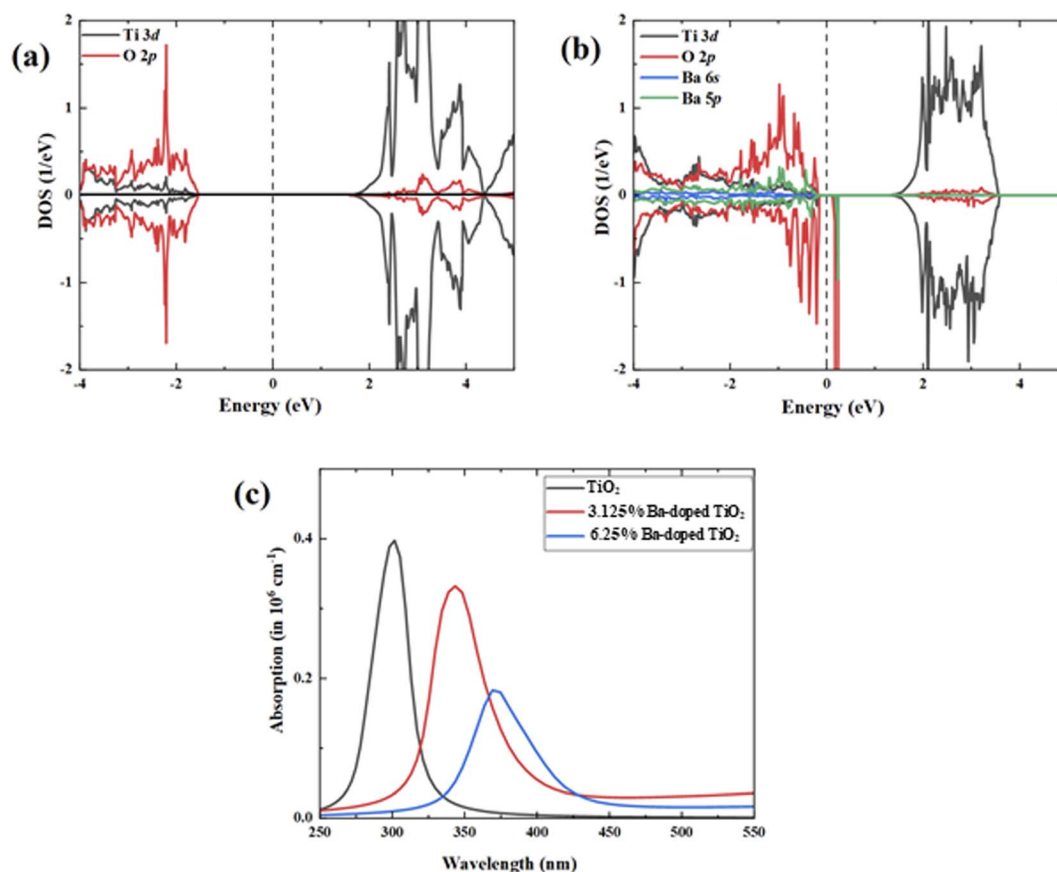 (a)
Ti 3d
O 2p
2
1
0
-1
-2
DOS (1/eV)
-4 -2 0 2 4
Energy (eV)
(b)
Ti 3d
O 2p
Ba 6s
Ba 5p
2
1
0
-1
-2
DOS (1/eV)
-4 -2 0 2 4
Energy (eV)
(c)
TiO₂
3.125% Ba-doped TiO₂
6.25% Ba-doped TiO₂
0.4
0.2
0.0
Absorption (in 10⁶ cm⁻¹)
250 300 350 400 450 500 550
Wavelength (nm)